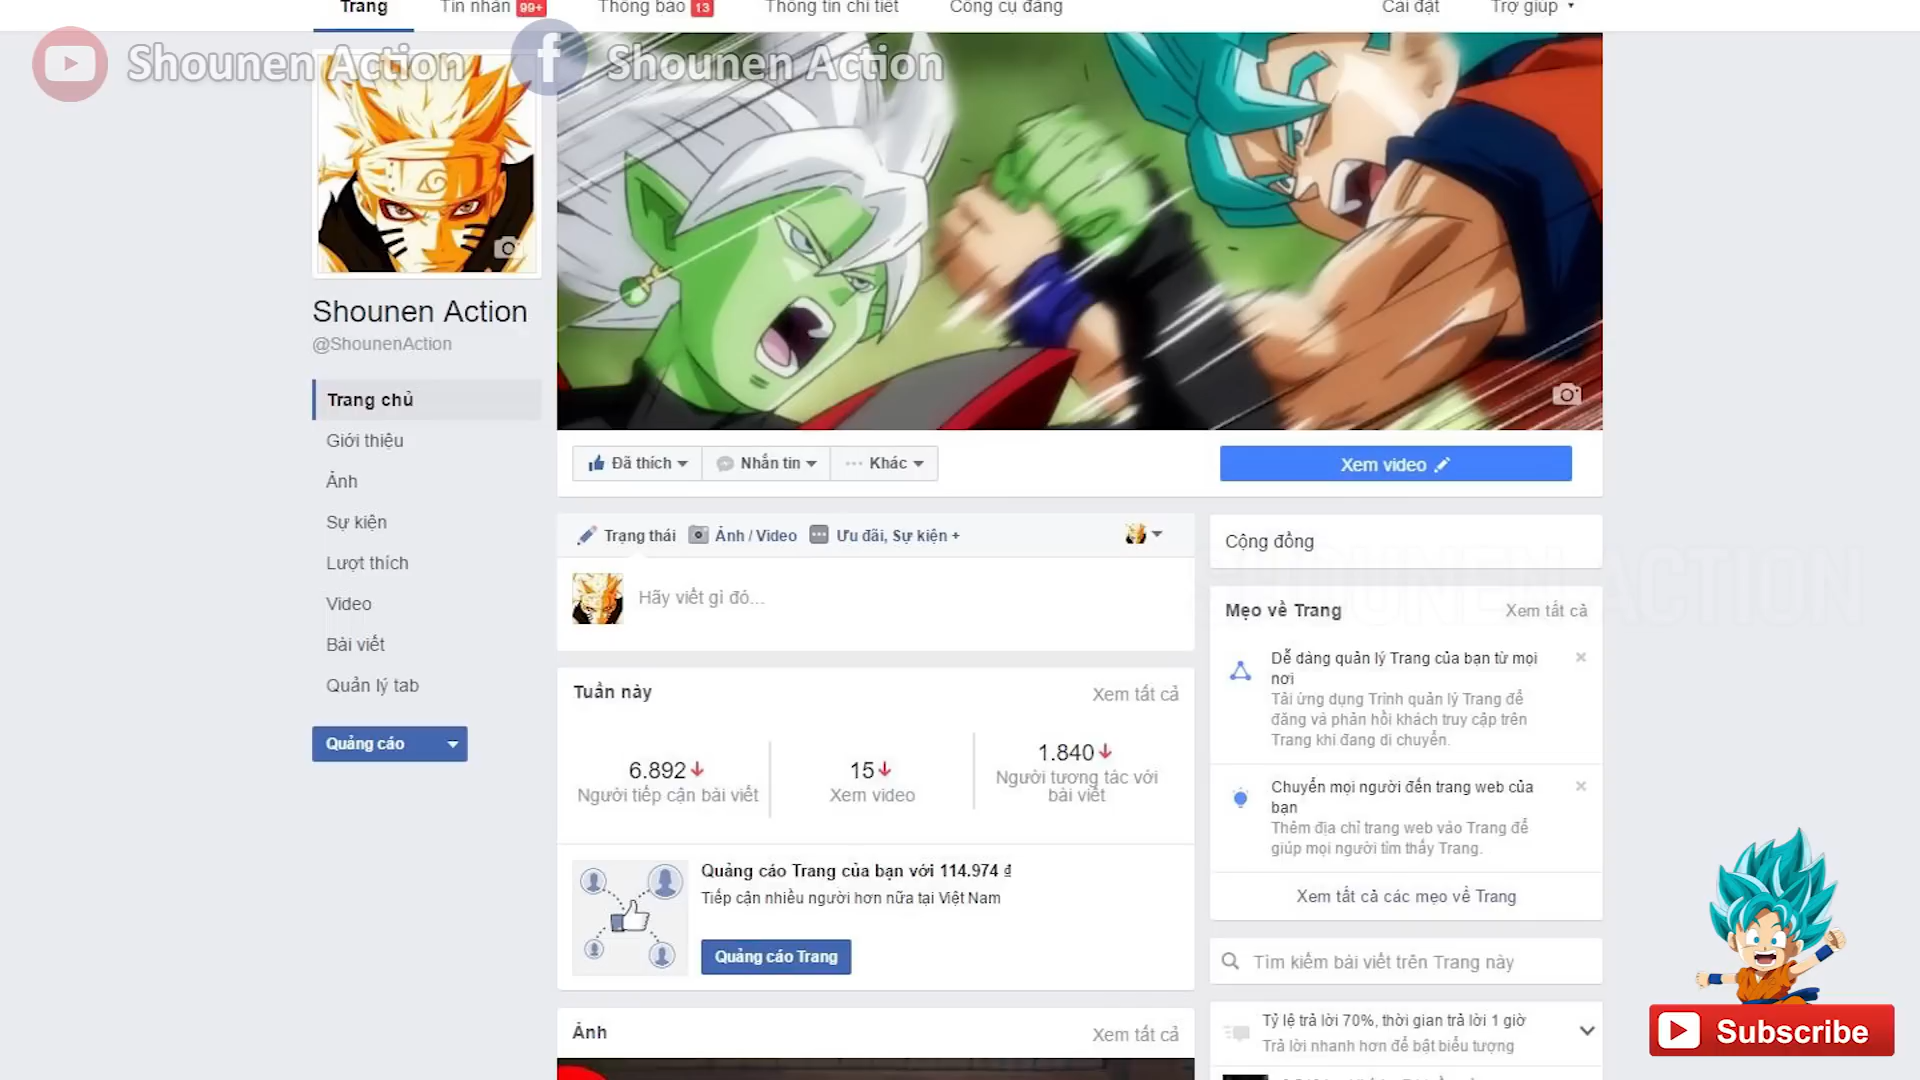 Trang
Tin nhắn 99+
Thông báo 13
Thông tin chi tiết
Công cụ đăng
Cài đặt
Trợ giúp
Shounen Action
Shounen Action
Shounen Action
@ShounenAction
Trang chủ
Giới thiệu
Ảnh
Sự kiện
Lượt thích
Video
Bài viết
Quản lý tab
Quảng cáo
Đã thích
Nhắn tin
Khác
Xem video
Trạng thái
Ảnh / Video
Ưu đãi, Sự kiện +
Hãy viết gì đó...
Tuần này
Xem tất cả
6.892
Người tiếp cận bài viết
15
Xem video
1.840
Người tương tác với
bài viết
Quảng cáo Trang của bạn với 114.974 ₫
Tiếp cận nhiều người hơn nữa tại Việt Nam
Quảng cáo Trang
Ảnh
Xem tất cả
Cộng đồng
SHOUNEN ACTION
Mẹo về Trang
Xem tất cả
Dễ dàng quản lý Trang của bạn từ mọi
nơi
Tải ứng dụng Trình quản lý Trang để
đăng và phản hồi khách truy cập trên
Trang khi đang di chuyển.
Chuyển mọi người đến trang web của
bạn
Thêm địa chỉ trang web vào Trang để
giúp mọi người tìm thấy Trang.
Xem tất cả các mẹo về Trang
Tìm kiếm bài viết trên Trang này
Tỷ lệ trả lời 70%, thời gian trả lời 1 giờ
Trả lời nhanh hơn để bật biểu tượng
Subscribe